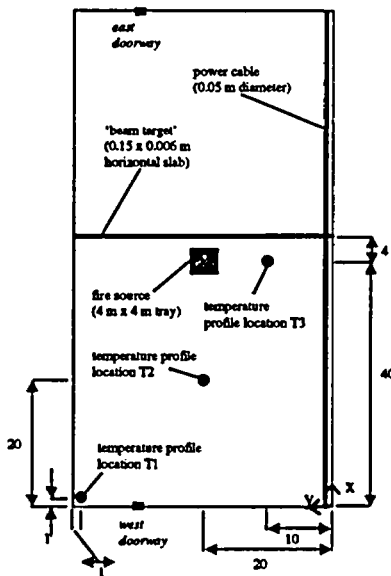 east
doorway
power cable
(0.05 m diameter)
"beam target"
(0.15 x 0.006 m
horizontal slab)
4
fire source
(4 m x 4 m tray)
temperature
profile location T3
temperature profile
location T2
40
20
temperature profile
location T1
X
Y
1
west
doorway
10
20
1